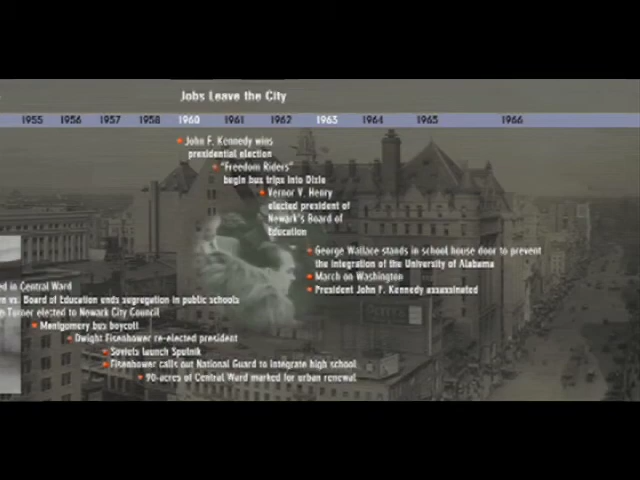 Jobs Leave the City
1955 1956 1957 1958 1960 1961 1962 1963 1964 1965 1966
John F. Kennedy wins
presidential election
"Freedom Riders"
begin bus trips into Dixie
Vernor V. Henry
elected president of
Newark's Board of
Education
George Wallace stands in school house door to prevent
the integration of the University of Alabama
March on Washington
President John F. Kennedy assassinated
ed in Central Ward
n vs. Board of Education ends segregation in public schools
Turner elected to Newark City Council
Montgomery bus boycott
Dwight Eisenhower re-elected president
Soviets launch Sputnik
Eisenhower calls out National Guard to integrate high school
90-acres of Central Ward marked for urban renewal